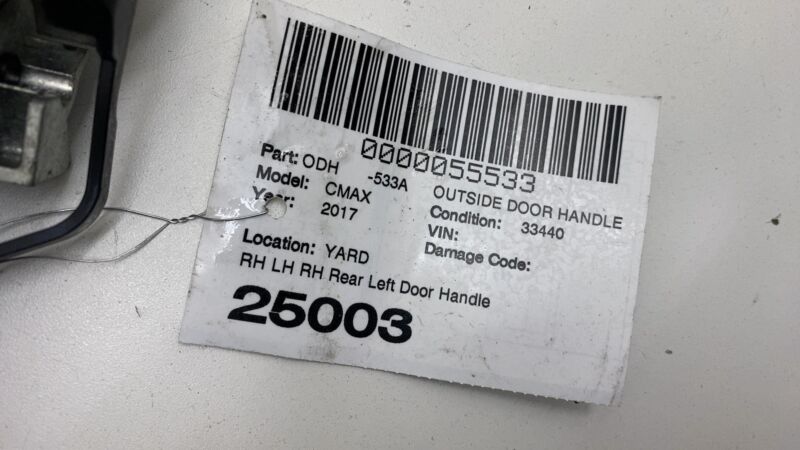 0000055533
Part: ODH -533A OUTSIDE DOOR HANDLE
Model: CMAX Condition: 33440
Year: 2017 VIN:
Damage Code:
Location: YARD
RH LH RH Rear Left Door Handle
25003